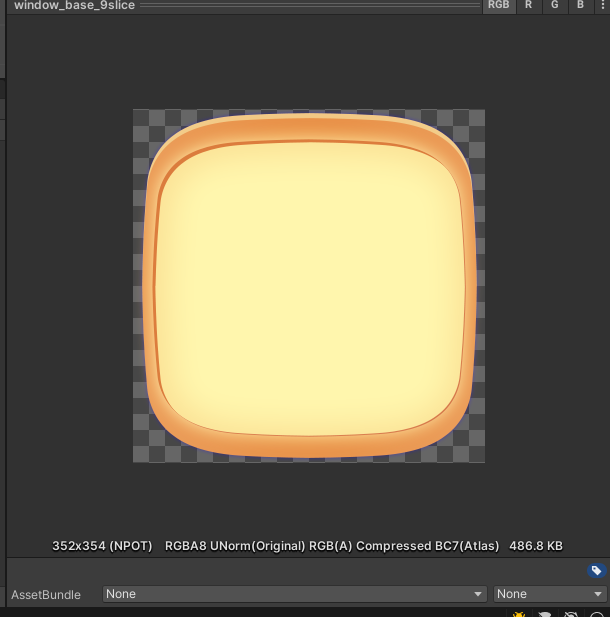 window_base_9slice RGB R G B
352x354 (NPOT) RGBA8 UNorm(Original) RGB(A) Compressed BC7(Atlas) 486.8 KB
AssetBundle None None